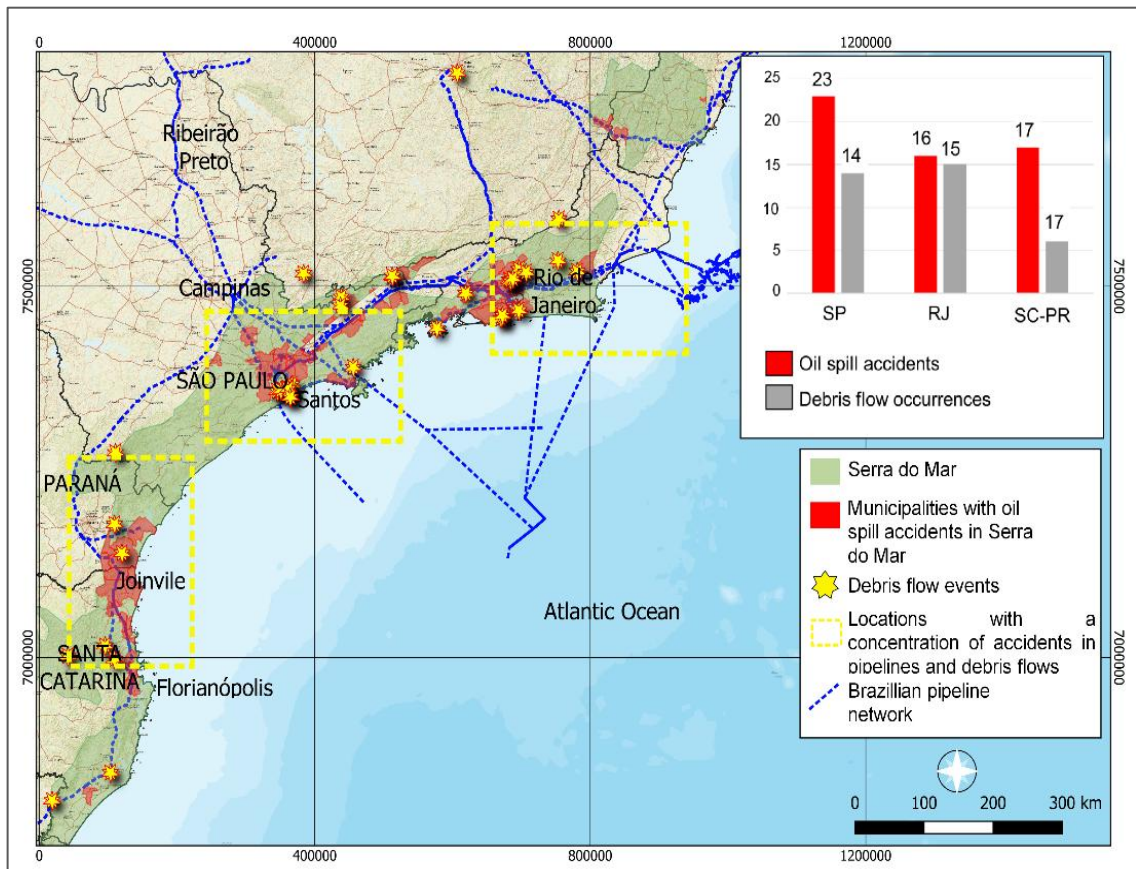 0
400000
800000
1200000
25
20
15
10
5
0
23
14
16
15
17
17
SP
RJ
SC-PR
Oil spill accidents
Debris flow occurrences
Ribeirão
Preto
Campinas
Rio de
Janeiro
7500000
7500000
SÃO PAULO
Santos
PARANÁ
Joinvile
Atlantic Ocean
SANTA
CATARINA
Florianópolis
7000000
7000000
Serra do Mar
Municipalities with oil
spill accidents in Serra
do Mar
Debris flow events
Locations with a
concentration of accidents in
pipelines and debris flows
Brazillian pipeline
network
0 100 200 300 km
0
400000
800000
1200000